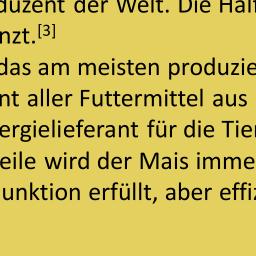 duzent der Welt. Die Hälf
nzt.[3]
das am meisten produzie
nt aller Futtermittel aus
ergielieferant für die Tier
eile wird der Mais imme
unktion erfüllt, aber effiz